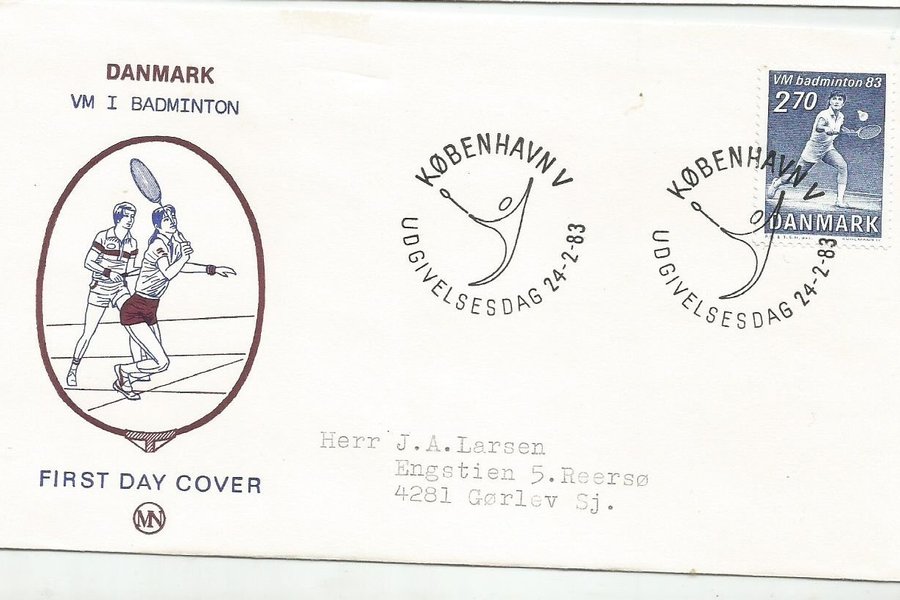 DANMARK
VM I BADMINTON
FIRST DAY COVER
MN
KØBENHAVN V
UDGIVELSESDAG 24-2-83
KØBENHAVN V
UDGIVELSESDAG 24-2-83
VM badminton 83
2 70
DANMARK
Herr J.A.Larsen
Engstien 5.Reersø
4281 Gørlev Sj.